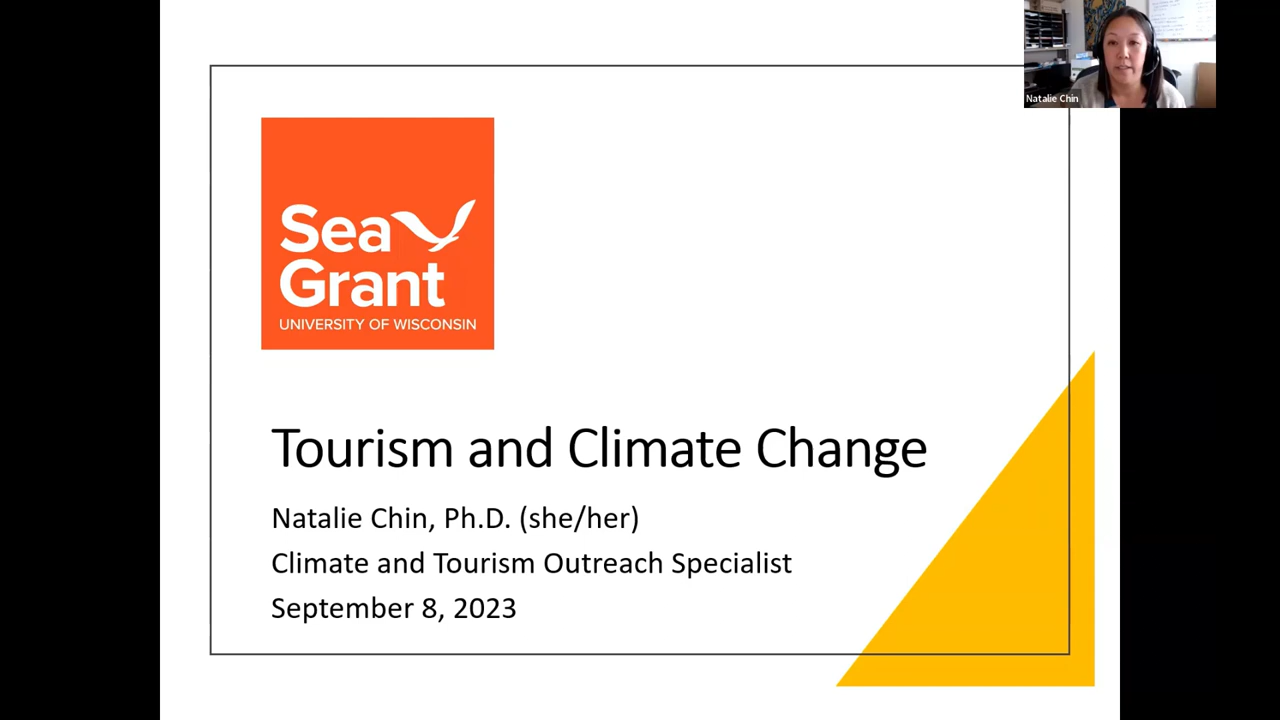 Natalie Chin
Sea
Grant
UNIVERSITY OF WISCONSIN
Tourism and Climate Change
Natalie Chin, Ph.D. (she/her)
Climate and Tourism Outreach Specialist
September 8, 2023